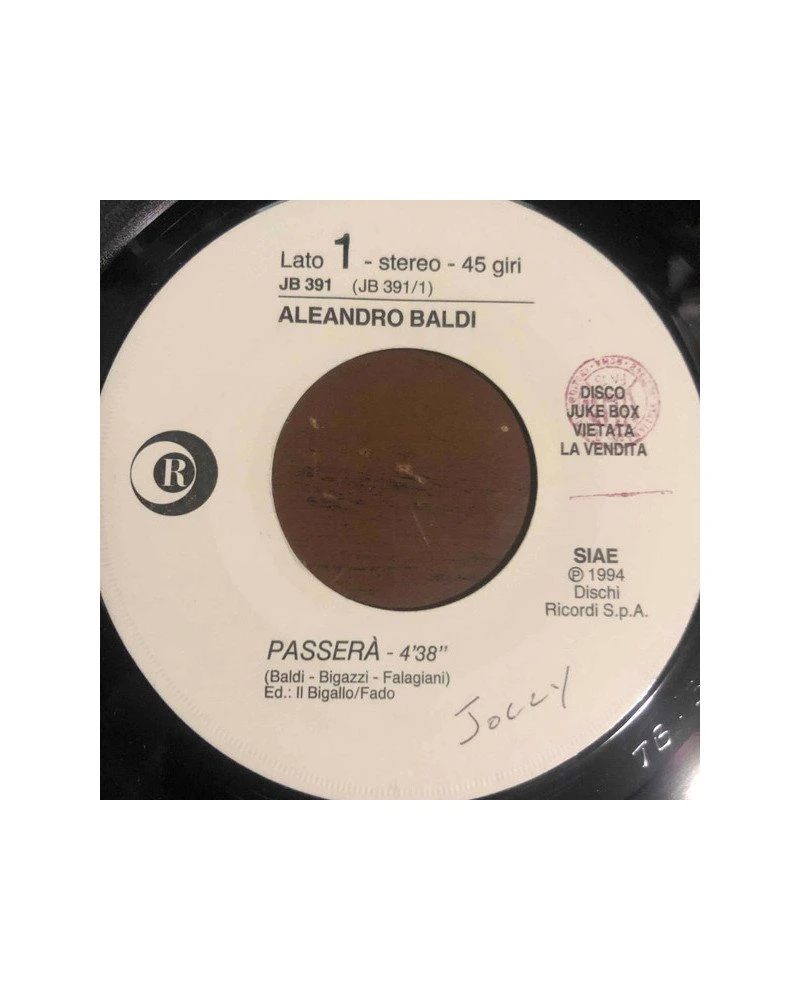 Lato 1 - stereo - 45 giri
JB 391 (JB 391/1)
ALEANDRO BALDI
R
DISCO
JUKE BOX
VIETATA
LA VENDITA
SIAE
℗ 1994
Dischi
Ricordi S.p.A.
PASSERÀ - 4'38"
(Baldi - Bigazzi - Falagiani)
Ed.: Il Bigallo/Fado
JOLLY